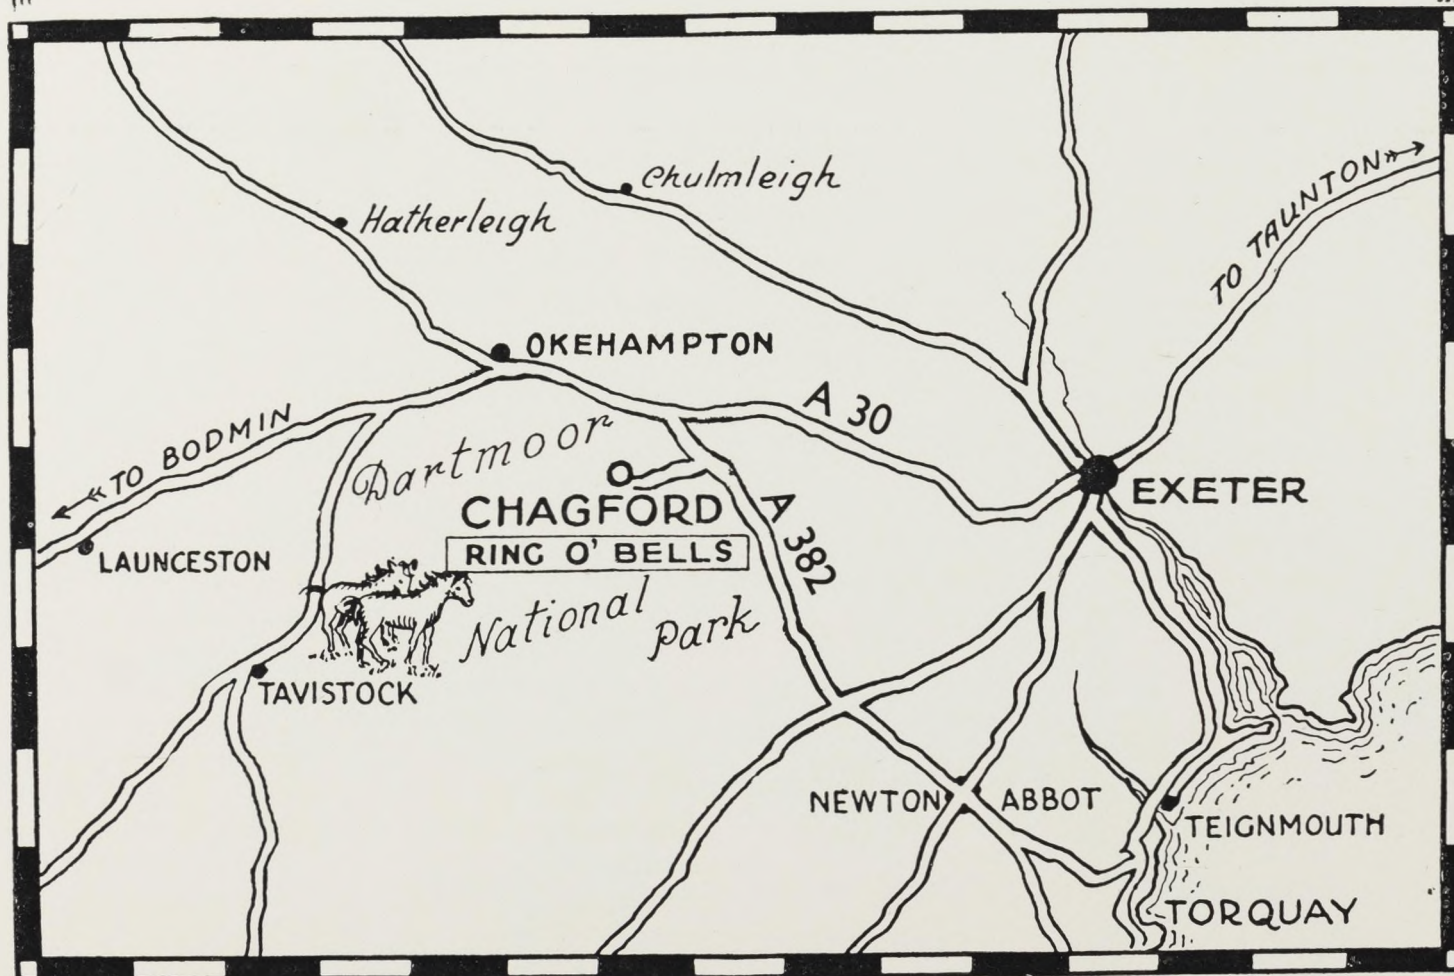 Chulmleigh
TO TAUNTON
Hatherleigh
OKEHAMPTON
A 30
TO BODMIN
Dartmoor
EXETER
CHAGFORD
A 382
RING O' BELLS
LAUNCESTON
National Park
TAVISTOCK
NEWTON ABBOT
TEIGNMOUTH
TORQUAY